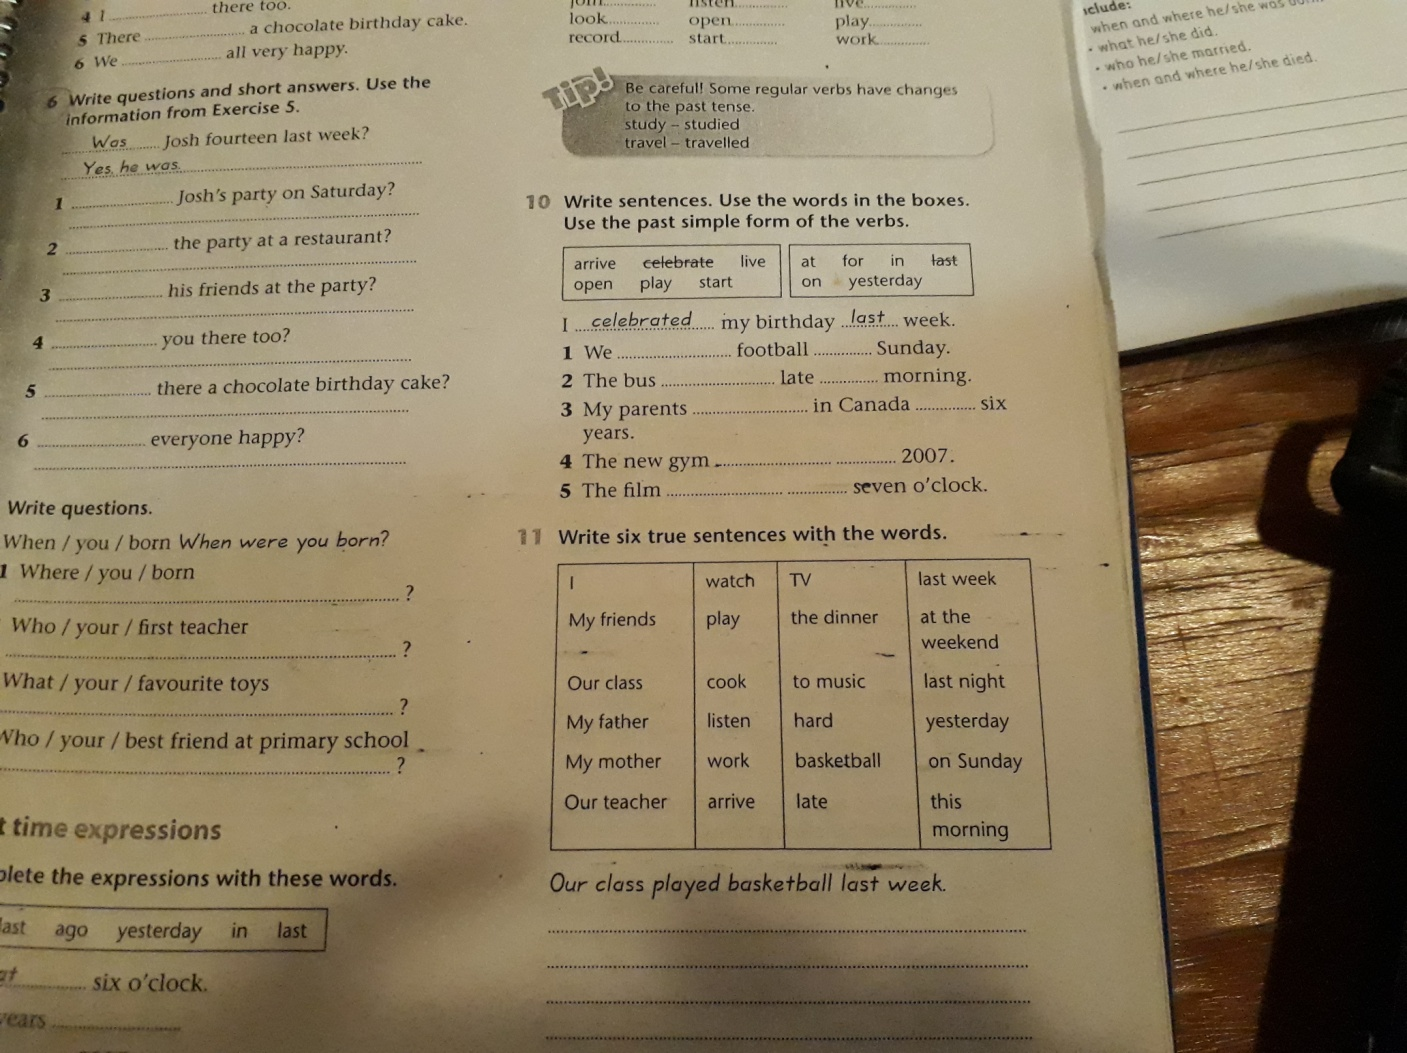 4 I ............ there too.
5 There ............ a chocolate birthday cake.
6 We ............ all very happy.
6 Write questions and short answers. Use the
information from Exercise 5.
Was ...... Josh fourteen last week?
Yes, he was.
1 ............ Josh's party on Saturday?
2 ............ the party at a restaurant?
3 ............ his friends at the party?
4 ............ you there too?
5 ............ there a chocolate birthday cake?
6 ............ everyone happy?
Write questions.
When / you / born When were you born?
1 Where / you / born
?
Who / your / first teacher
?
What / your / favourite toys
?
Who / your / best friend at primary school
?
time expressions
these words.
the expressions with
last ago yesterday in last
at ............ six o'clock.
years ............
join ............ listen ............ live ............
look ............ open ............ play ............
record ............ start ............ work ............
Tip!
Be careful! Some regular verbs have changes
to the past tense.
study – studied
travel – travelled
10 Write sentences. Use the words in the boxes.
Use the past simple form of the verbs.
arrive celebrate live
open play start
at for in last
on yesterday
I ... celebrated ... my birthday ... last ... week.
1 We ............ football ............ Sunday.
2 The bus ............ late ............ morning.
3 My parents ............ in Canada ............ six
years.
4 The new gym ............ ............ 2007.
5 The film ............ ............ seven o'clock.
11 Write six true sentences with the words.
I watch TV last week
My friends play the dinner at the
weekend
Our class cook to music last night
My father listen hard yesterday
My mother work basketball on Sunday
Our teacher arrive late this
morning
Our class played basketball last week.
when and where he/she was
• what he/she did.
• who he/she married.
• when and where he/she died.